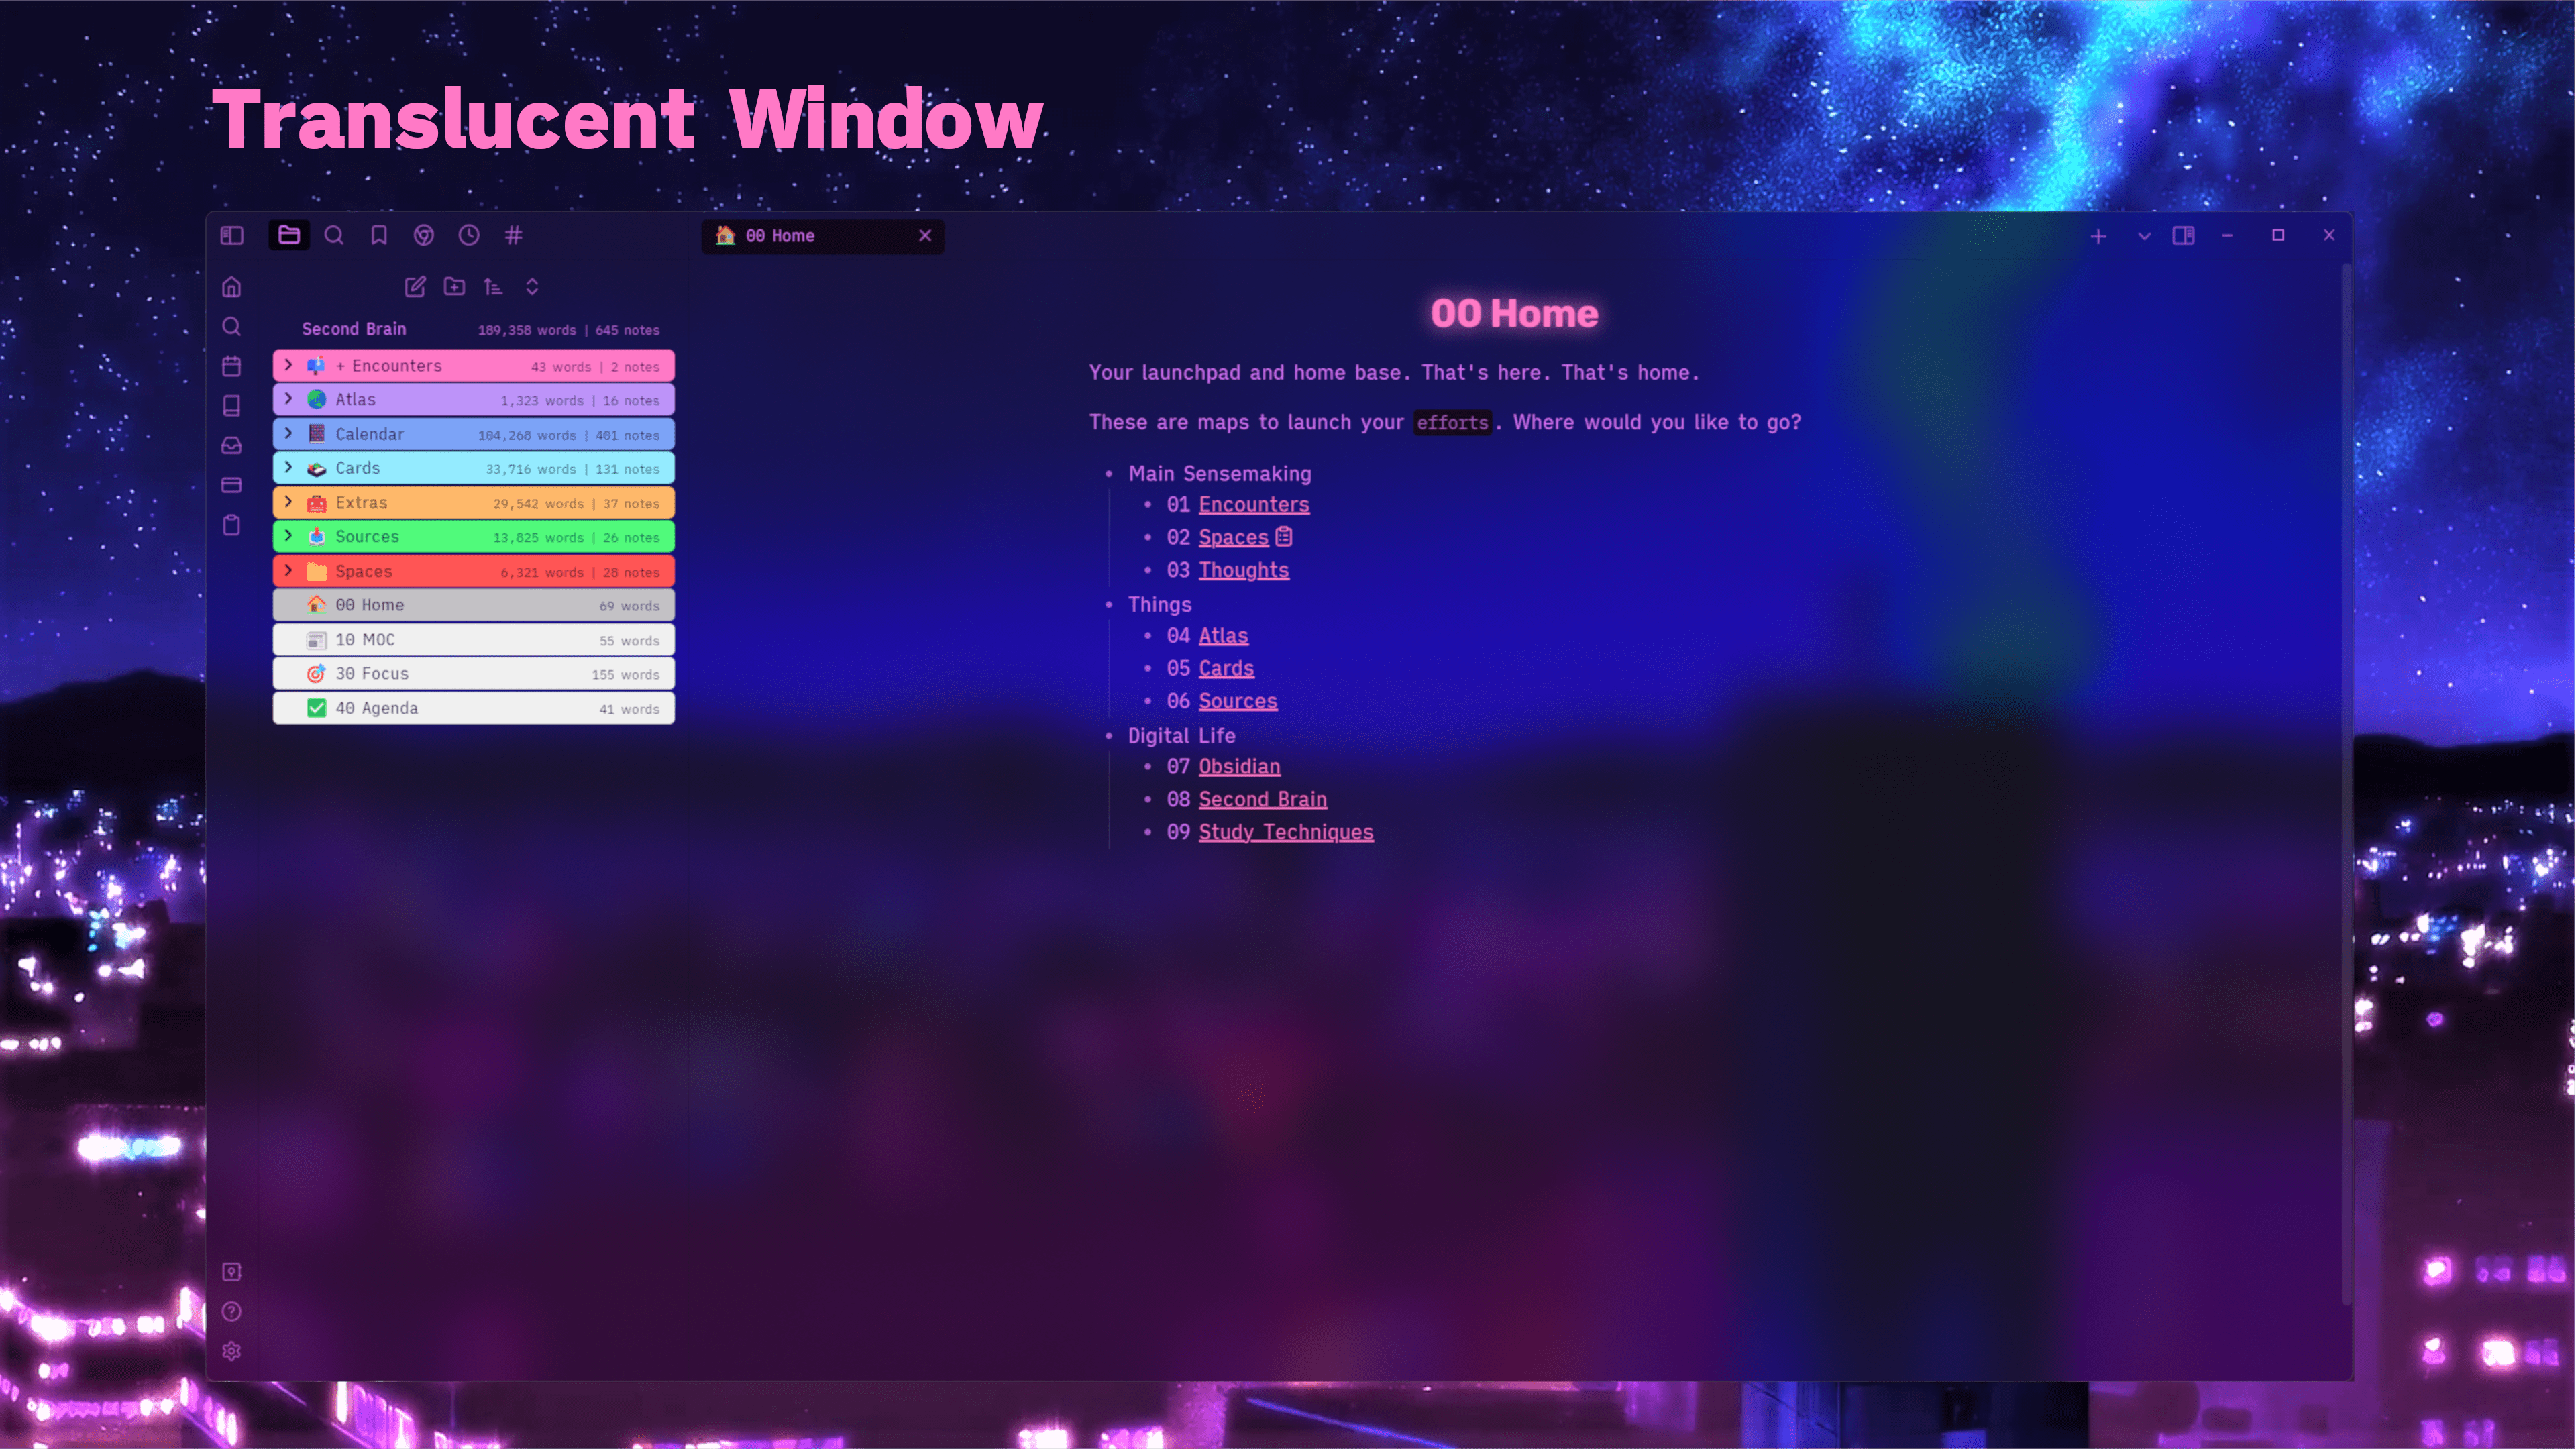 Translucent Window
00 Home
Second Brain 189,358 words | 645 notes
+ Encounters 43 words | 2 notes
Atlas 1,323 words | 16 notes
Calendar 104,268 words | 401 notes
Cards 33,716 words | 131 notes
Extras 29,542 words | 37 notes
Sources 13,825 words | 26 notes
Spaces 6,321 words | 28 notes
00 Home 69 words
10 MOC 55 words
30 Focus 155 words
40 Agenda 41 words
00 Home
Your launchpad and home base. That's here. That's home.
These are maps to launch your efforts. Where would you like to go?
Main Sensemaking
01 Encounters
02 Spaces
03 Thoughts
Things
04 Atlas
05 Cards
06 Sources
Digital Life
07 Obsidian
08 Second Brain
09 Study Techniques